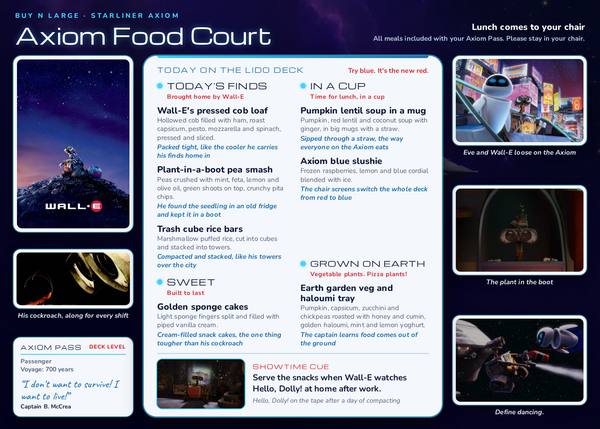 BUY N LARGE · STARLINER AXIOM
Axiom Food Court
Lunch comes to your chair
All meals included with your Axiom Pass. Please stay in your chair.
WALL·E
His cockroach, along for every shift
AXIOM PASS DECK LEVEL
Passenger
Voyage: 700 years
"I don't want to survive! I
want to live!"
Captain B. McCrea
TODAY ON THE LIDO DECK
Try blue. It's the new red.
TODAY'S FINDS
Brought home by Wall-E
Wall-E's pressed cob loaf
Hollowed cob filled with ham, roast
capsicum, pesto, mozzarella and spinach,
pressed and sliced.
Packed tight, like the cooler he carries
his finds home in
Plant-in-a-boot pea smash
Peas crushed with mint, feta, lemon and
olive oil, green shoots on top, crunchy pita
chips.
He found the seedling in an old fridge
and kept it in a boot
Trash cube rice bars
Marshmallow puffed rice, cut into cubes
and stacked into towers.
Compacted and stacked, like his towers
over the city
SWEET
Built to last
Golden sponge cakes
Light sponge fingers split and filled with
piped vanilla cream.
Cream-filled snack cakes, the one thing
tougher than his cockroach
IN A CUP
Time for lunch, in a cup
Pumpkin lentil soup in a mug
Pumpkin, red lentil and coconut soup with
ginger, in big mugs with a straw.
Sipped through a straw, the way
everyone on the Axiom eats
Axiom blue slushie
Frozen raspberries, lemon and blue cordial
blended with ice.
The chair screens switch the whole deck
from red to blue
GROWN ON EARTH
Vegetable plants. Pizza plants!
Earth garden veg and
haloumi tray
Pumpkin, capsicum, zucchini and
chickpeas roasted with honey and cumin,
golden haloumi, mint and lemon yoghurt.
The captain learns food comes out of
the ground
SHOWTIME CUE
Serve the snacks when Wall-E watches
Hello, Dolly! at home after work.
Hello, Dolly! on the tape after a day of compacting
Eve and Wall-E loose on the Axiom
The plant in the boot
Define dancing.